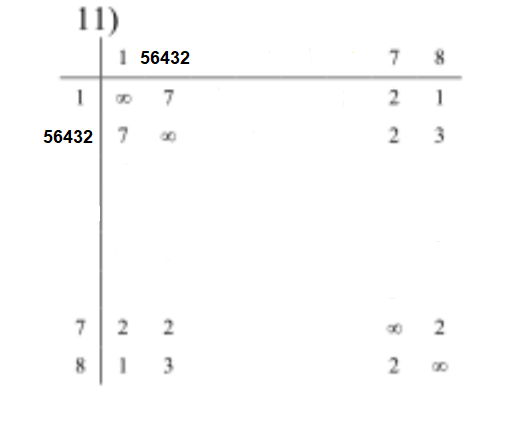 11)
1 56432 7 8
1 ∞ 7 2 1
56432 7 ∞ 2 3
7 2 2 ∞ 2
8 1 3 2 ∞